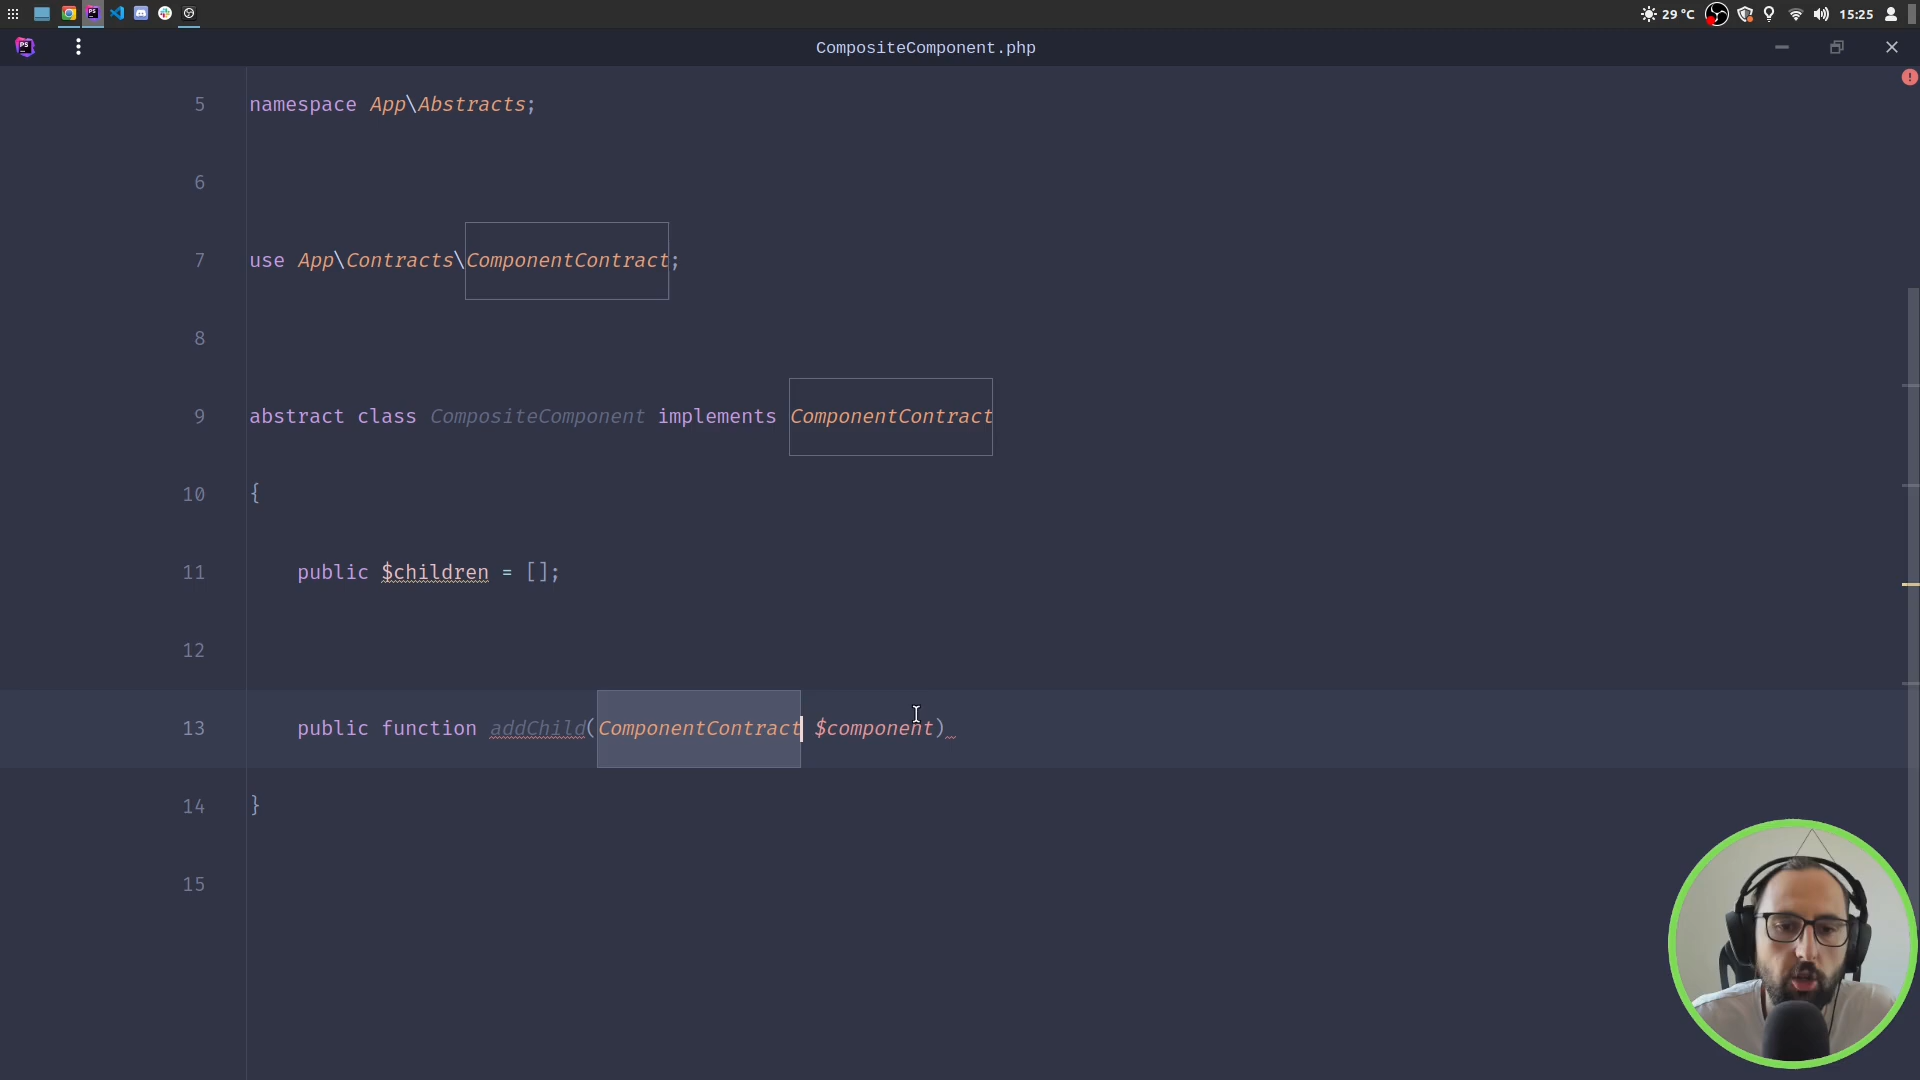 29 °C 15:25
PS CompositeComponent.php
5 namespace App\Abstracts;
6
7 use App\Contracts\ComponentContract;
8
9 abstract class CompositeComponent implements ComponentContract
10 {
11 public $children = [];
12
13 public function addChild(ComponentContract $component)
14 }
15